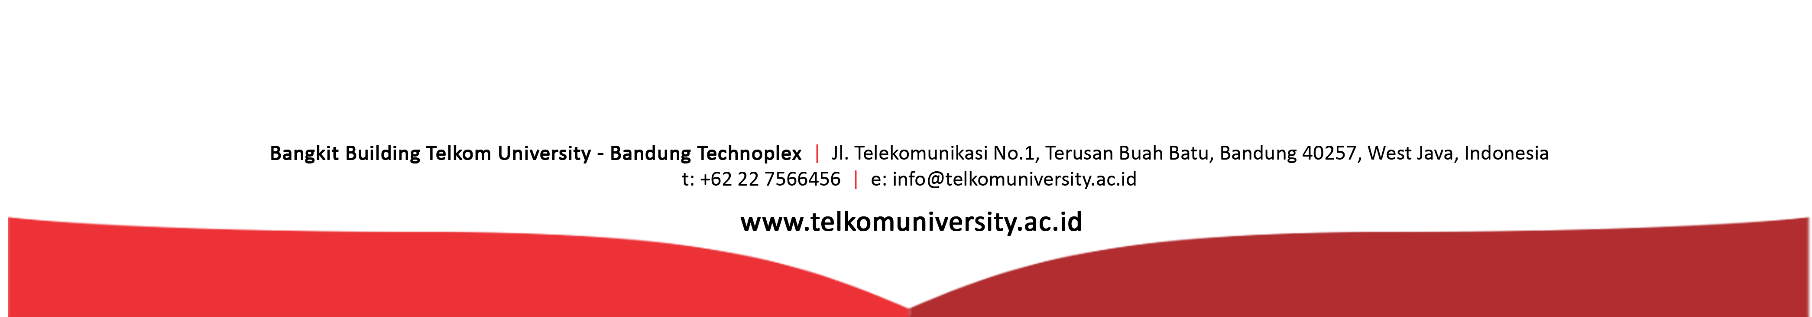 Bangkit Building Telkom University - Bandung Technoplex | Jl. Telekomunikasi No.1, Terusan Buah Batu, Bandung 40257, West Java, Indonesia
t: +62 22 7566456 | e: info@telkomuniversity.ac.id
www.telkomuniversity.ac.id